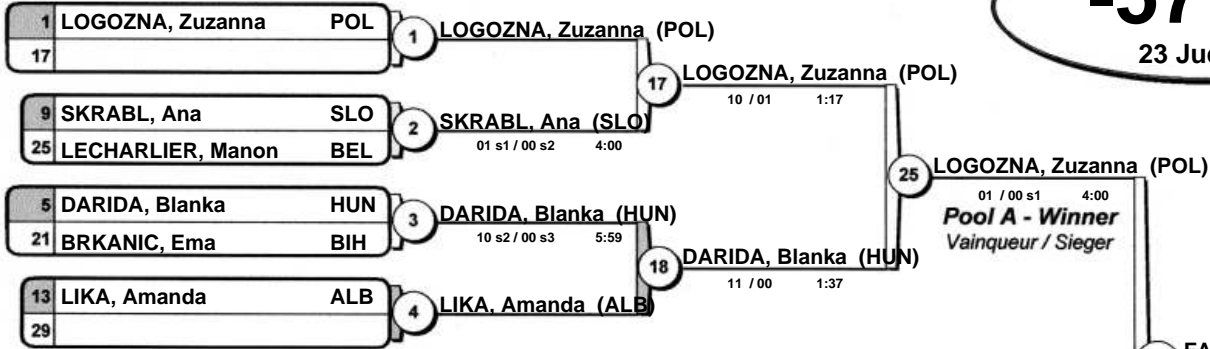 -57
23 Ju
1 LOGOZNA, Zuzanna POL
17
1 LOGOZNA, Zuzanna (POL)
17 LOGOZNA, Zuzanna (POL)
10 / 01 1:17
9 SKRABL, Ana SLO
25 LECHARLIER, Manon BEL
2 SKRABL, Ana (SLO)
01 s1 / 00 s2 4:00
25 LOGOZNA, Zuzanna (POL)
01 / 00 s1 4:00
Pool A - Winner
Vainqueur / Sieger
5 DARIDA, Blanka HUN
21 BRKANIC, Ema BIH
3 DARIDA, Blanka (HUN)
10 s2 / 00 s3 5:59
18 DARIDA, Blanka (HUN)
11 / 00 1:37
13 LIKA, Amanda ALB
29
4 LIKA, Amanda (ALB)